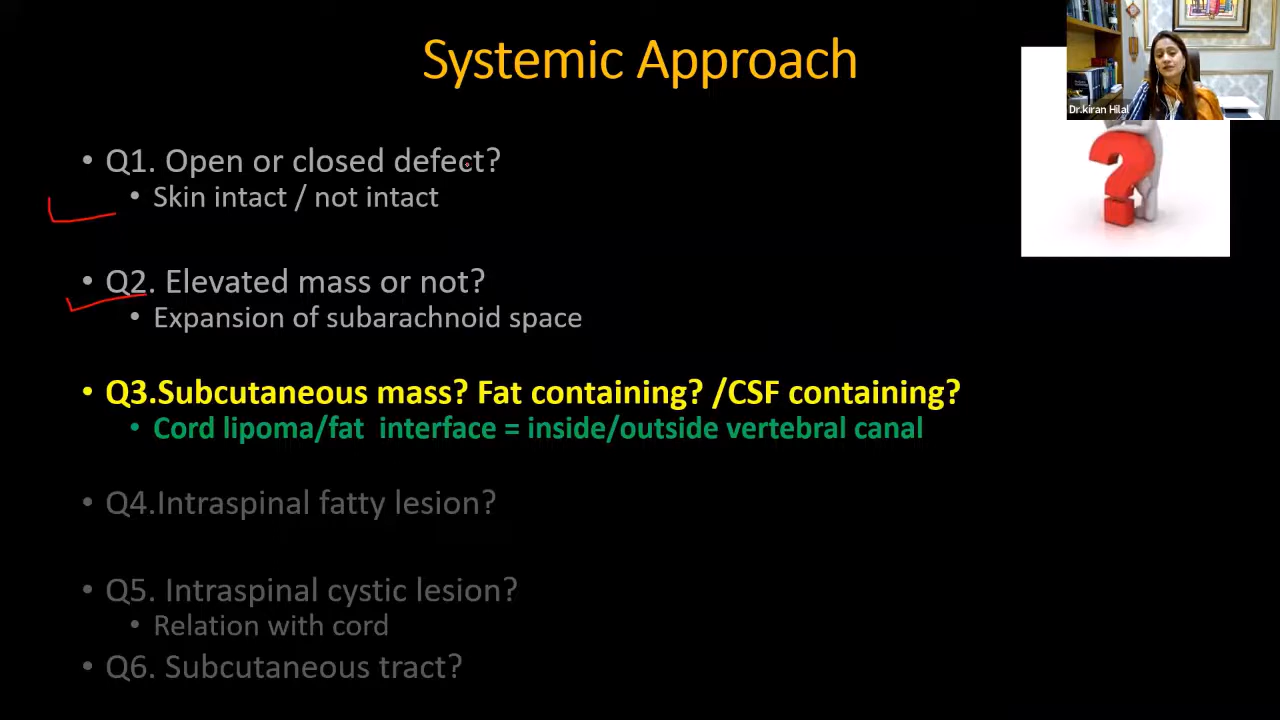 Systemic Approach
Dr.kiran Hilal
• Q1. Open or closed defect?
• Skin intact / not intact
• Q2. Elevated mass or not?
• Expansion of subarachnoid space
• Q3.Subcutaneous mass? Fat containing? /CSF containing?
• Cord lipoma/fat interface = inside/outside vertebral canal
• Q4.Intraspinal fatty lesion?
• Q5. Intraspinal cystic lesion?
• Relation with cord
• Q6. Subcutaneous tract?